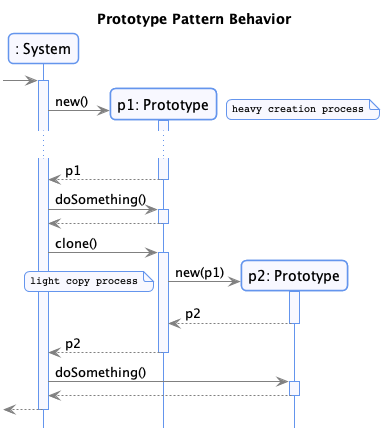 Prototype Pattern Behavior
: System
new()
p1: Prototype
heavy creation process
p1
doSomething()
clone()
light copy process
new(p1)
p2: Prototype
p2
p2
doSomething()